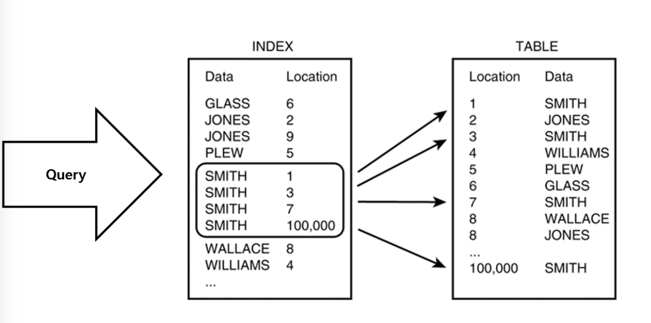 Query
INDEX
Data Location
GLASS 6
JONES 2
JONES 9
PLEW 5
SMITH 1
SMITH 3
SMITH 7
SMITH 100,000
WALLACE 8
WILLIAMS 4
...
TABLE
Location Data
1 SMITH
2 JONES
3 SMITH
4 WILLIAMS
5 PLEW
6 GLASS
7 SMITH
8 WALLACE
8 JONES
...
100,000 SMITH